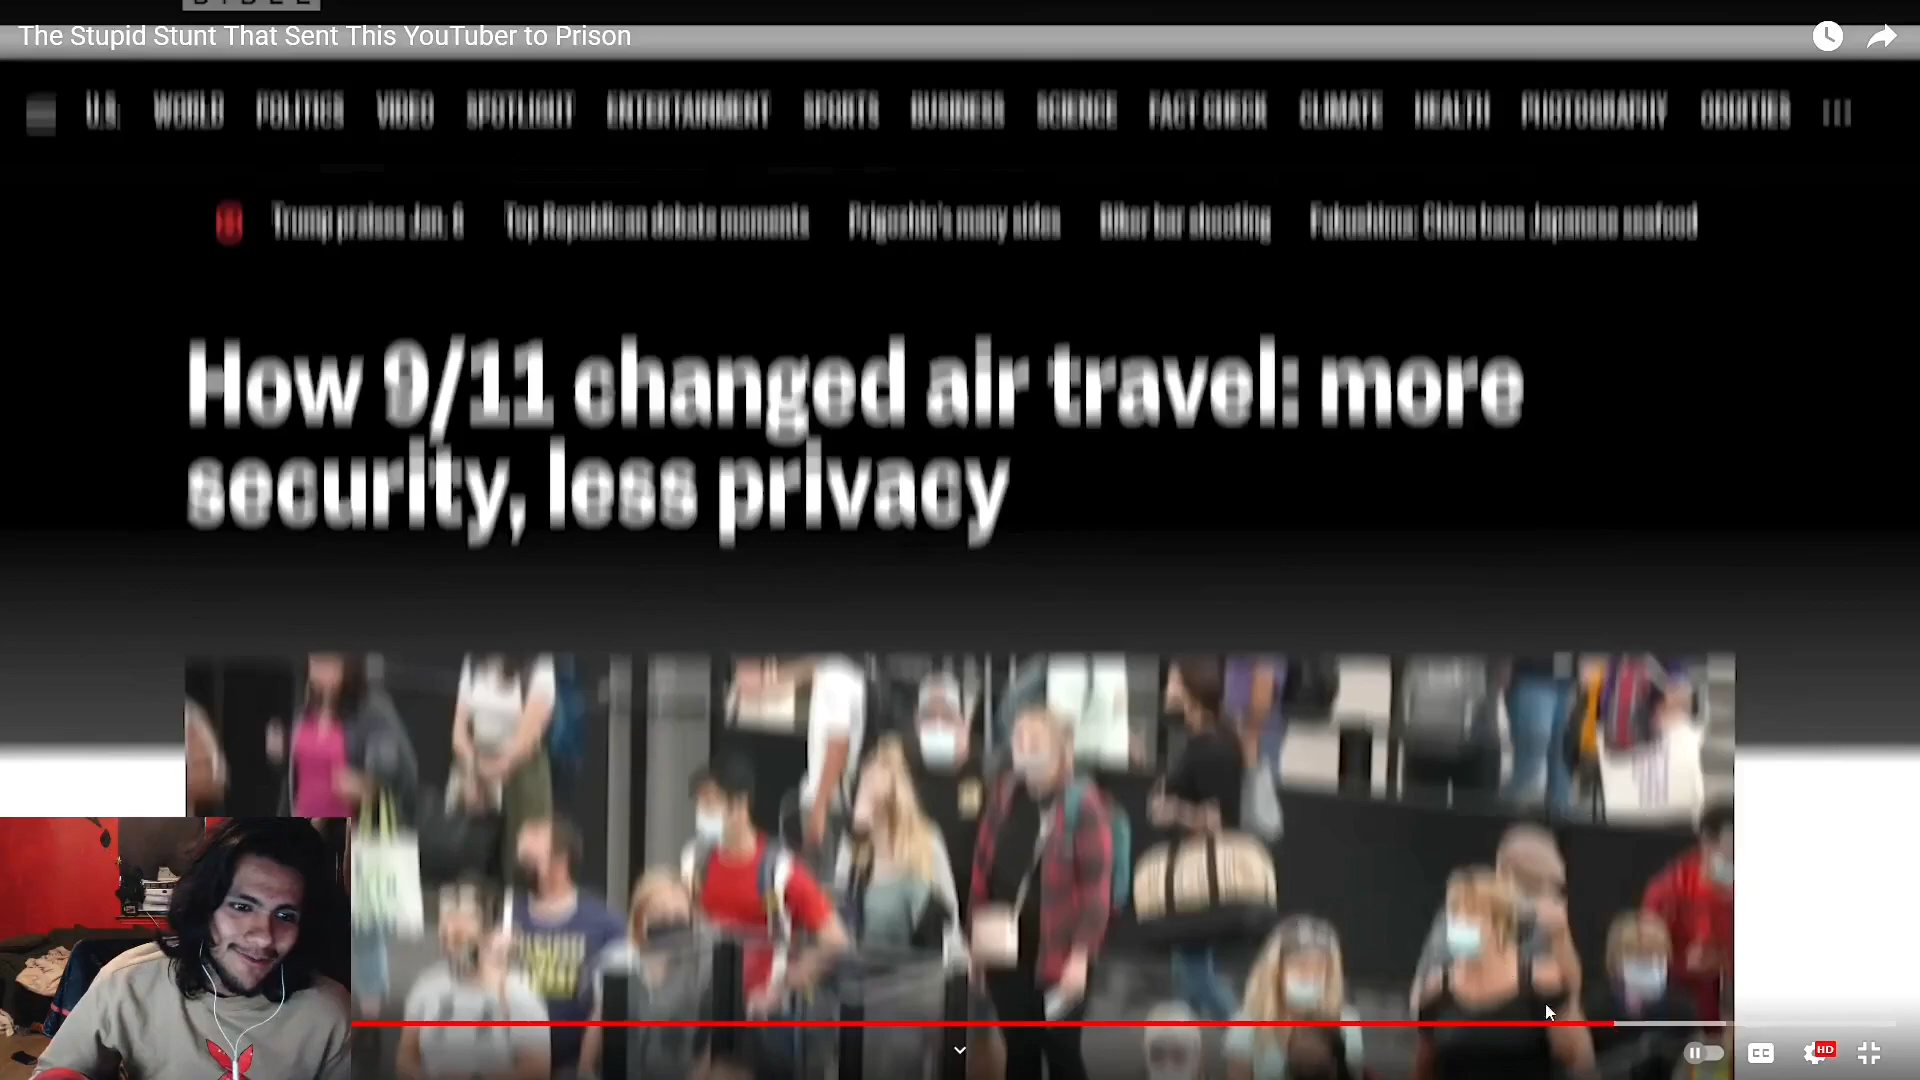 The Stupid Stunt That Sent This YouTuber to Prison
U.S. WORLD POLITICS VIDEO SPOTLIGHT ENTERTAINMENT SPORTS BUSINESS SCIENCE FACT CHECK CLIMATE HEALTH PHOTOGRAPHY ODDITIES
Trump praises Jan. 6 Top Republican debate moments Prigozhin's many sides Biker bar shooting Fukushima: China bans Japanese seafood
How 9/11 changed air travel: more
security, less privacy
CC
HD